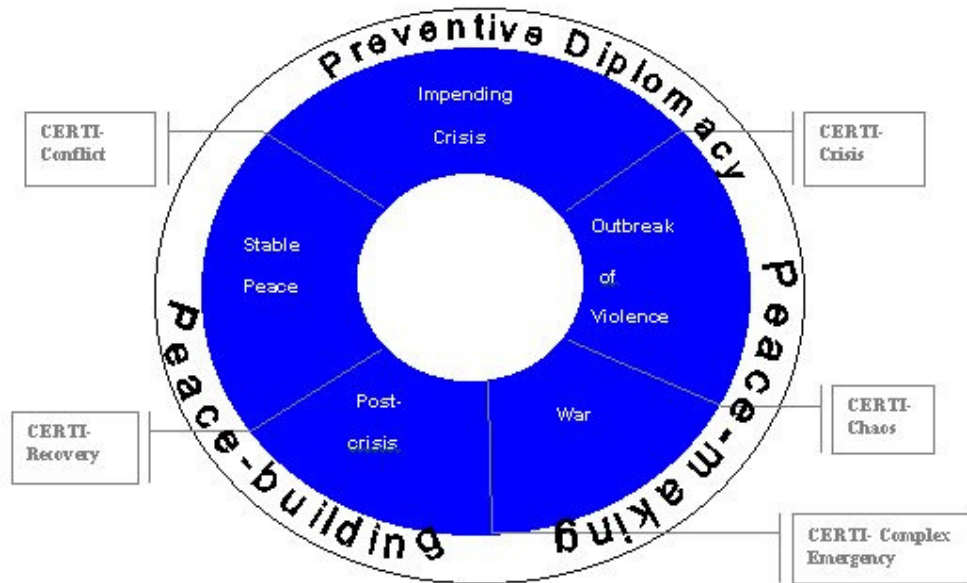 Preventive Diplomacy
Impending
Crisis
CERTI-
Conflict
CERTI-
Crisis
Outbreak
of
Violence
Stable
Peace
Peace-making
Peace-building
Post-
crisis
War
CERTI-
Chaos
CERTI-
Recovery
CERTI- Complex
Emergency